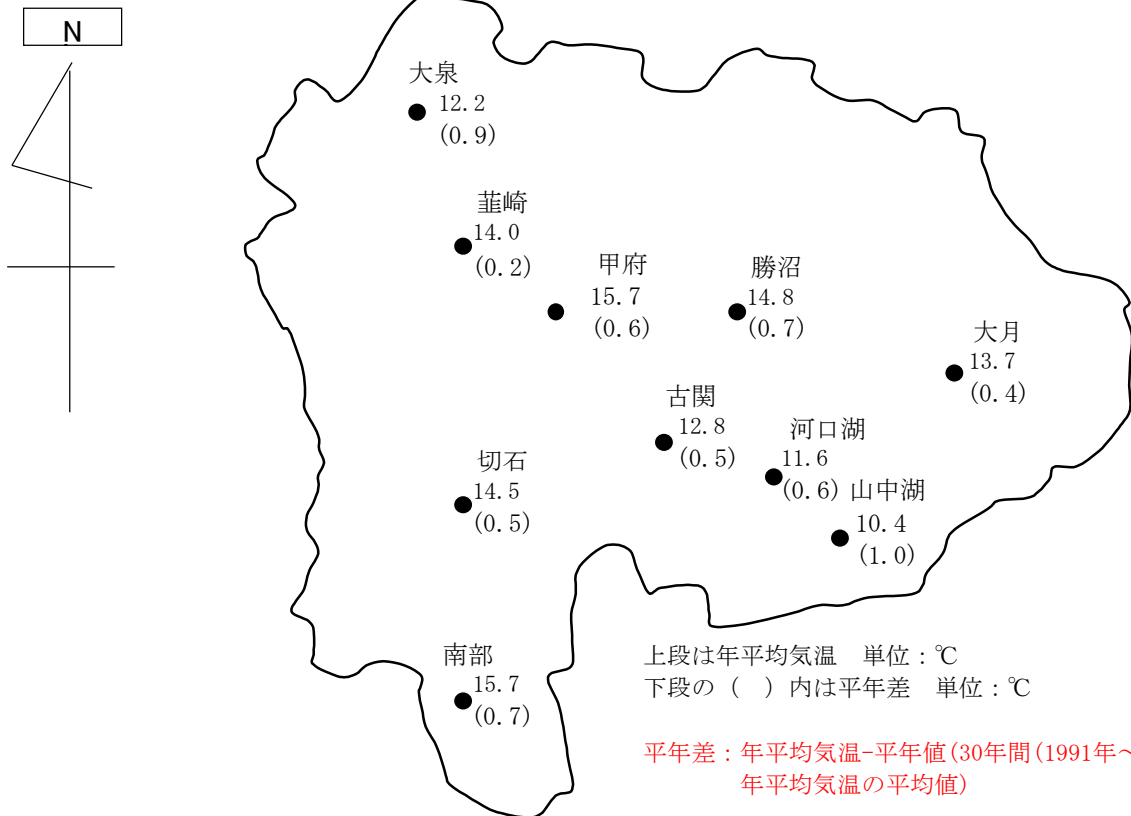 N
大泉
12.2
(0.9)
韮崎
14.0
(0.2)
甲府
15.7
(0.6)
勝沼
14.8
(0.7)
大月
13.7
(0.4)
古関
12.8
(0.5)
河口湖
11.6
(0.6)
山中湖
10.4
(1.0)
切石
14.5
(0.5)
南部
15.7
(0.7)
上段は年平均気温　単位：℃
下段の（　）内は平年差　単位：℃
平年差：年平均気温-平年値(30年間(1991年～
年平均気温の平均値)